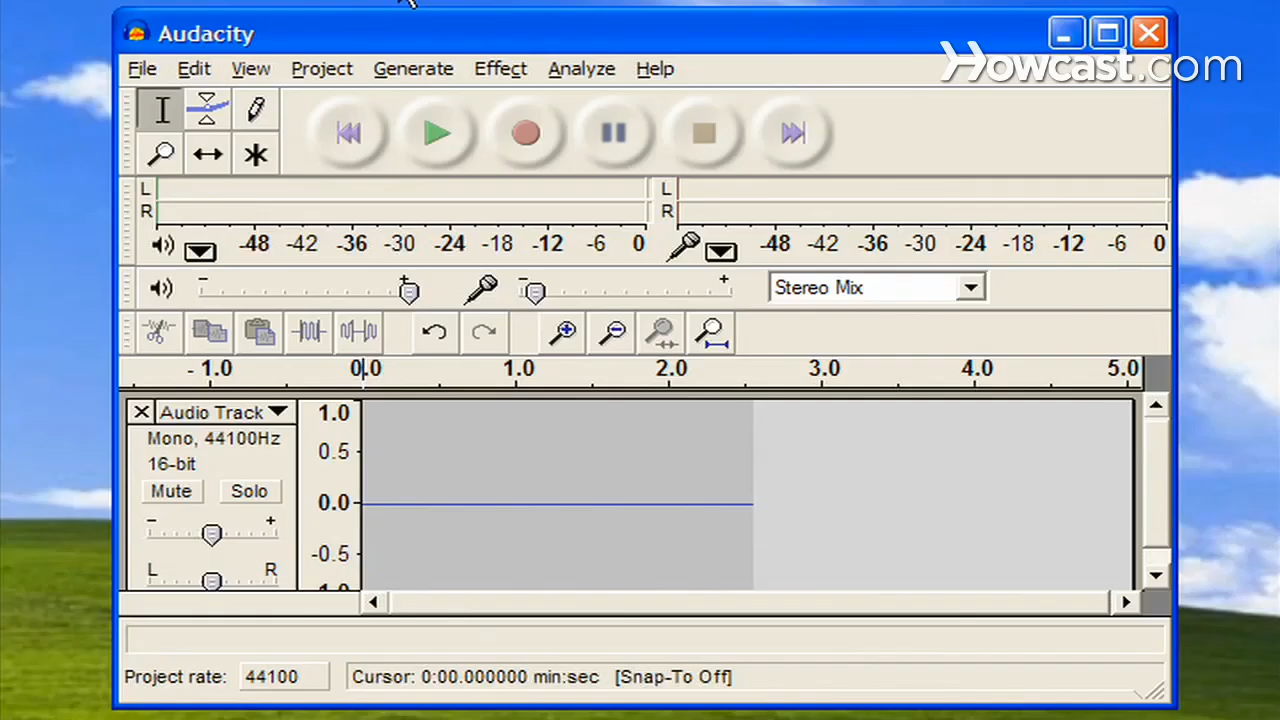 Audacity
Howcast.com
File Edit View Project Generate Effect Analyze Help
L
R
L
R
-48 -42 -36 -30 -24 -18 -12 -6 0
-48 -42 -36 -30 -24 -18 -12 -6 0
- + - + Stereo Mix
- 1.0 0.0 1.0 2.0 3.0 4.0 5.0
Audio Track 1.0
Mono, 44100Hz
0.5
16-bit
Mute Solo 0.0
- +
-0.5
L R
1.0
Project rate: 44100 Cursor: 0:00.000000 min:sec [Snap-To Off]